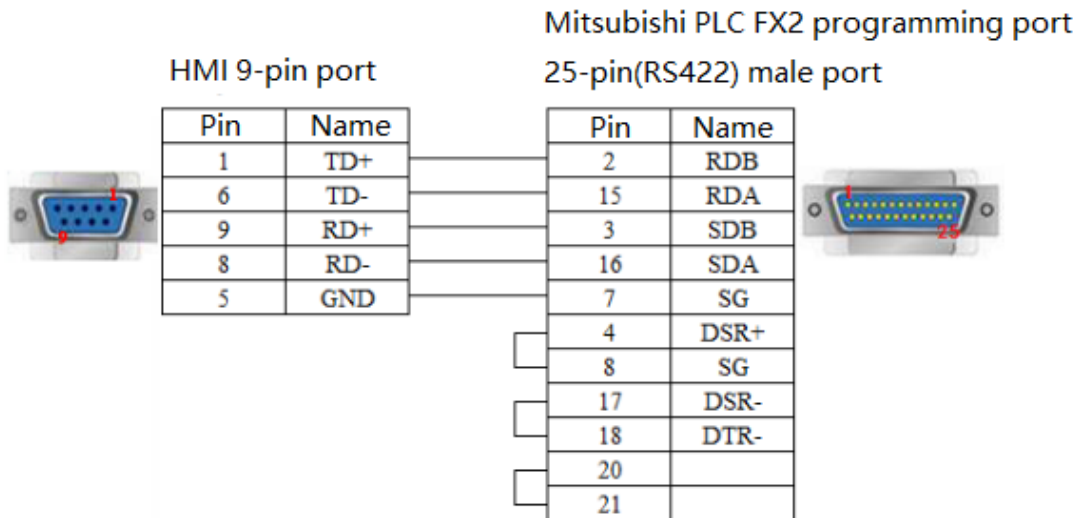 Mitsubishi PLC FX2 programming port
HMI 9-pin port
25-pin(RS422) male port
Pin Name Pin Name
1 TD+ 2 RDB
6 TD- 15 RDA
9 RD+ 3 SDB
8 RD- 16 SDA
5 GND 7 SG
4 DSR+
8 SG
17 DSR-
18 DTR-
20
21
1
9
1
25